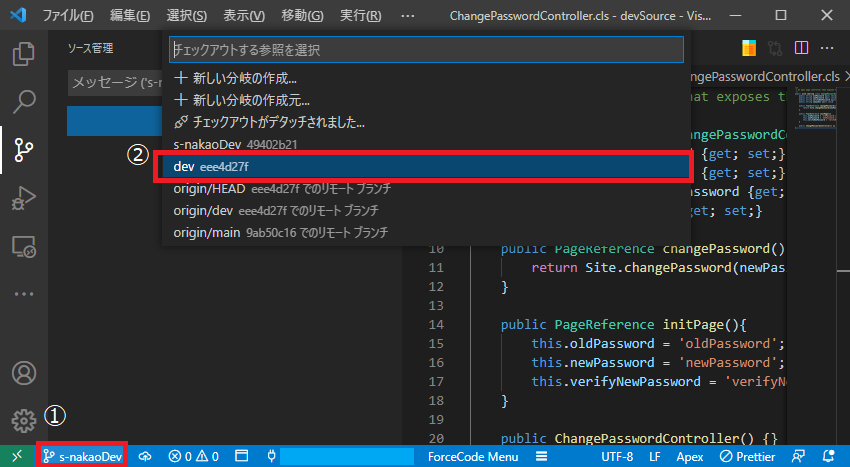 ファイル(F) 編集(E) 選択(S) 表示(V) 移動(G) 実行(R) … ChangePasswordController.cls - devSource - Vis...
ソース管理
チェックアウトする参照を選択
メッセージ ('s-n
ngePasswordController.cls
新しい分岐の作成...
hat exposes t
新しい分岐の作成元...
チェックアウトがデタッチされました...
s-nakaoDev 49402b21
angePasswordCo
②
dev eee4d27f
{get; set;}
origin/HEAD eee4d27f でのリモート ブランチ
{get; set;}
ssword {get;
origin/dev eee4d27f でのリモート ブランチ
get; set;}
origin/main 9ab50c16 でのリモート ブランチ
10 public PageReference changePassword()
11 return Site.changePassword(newPas
12 }
13
14 public PageReference initPage(){
15 this.oldPassword = 'oldPassword';
16 this.newPassword = 'newPassword';
17 this.verifyNewPassword = 'verifyN
18 }
19
20 public ChangePasswordController() {}
①
s-nakaoDev 0 0 ForceCode Menu UTF-8 LF Apex Prettier